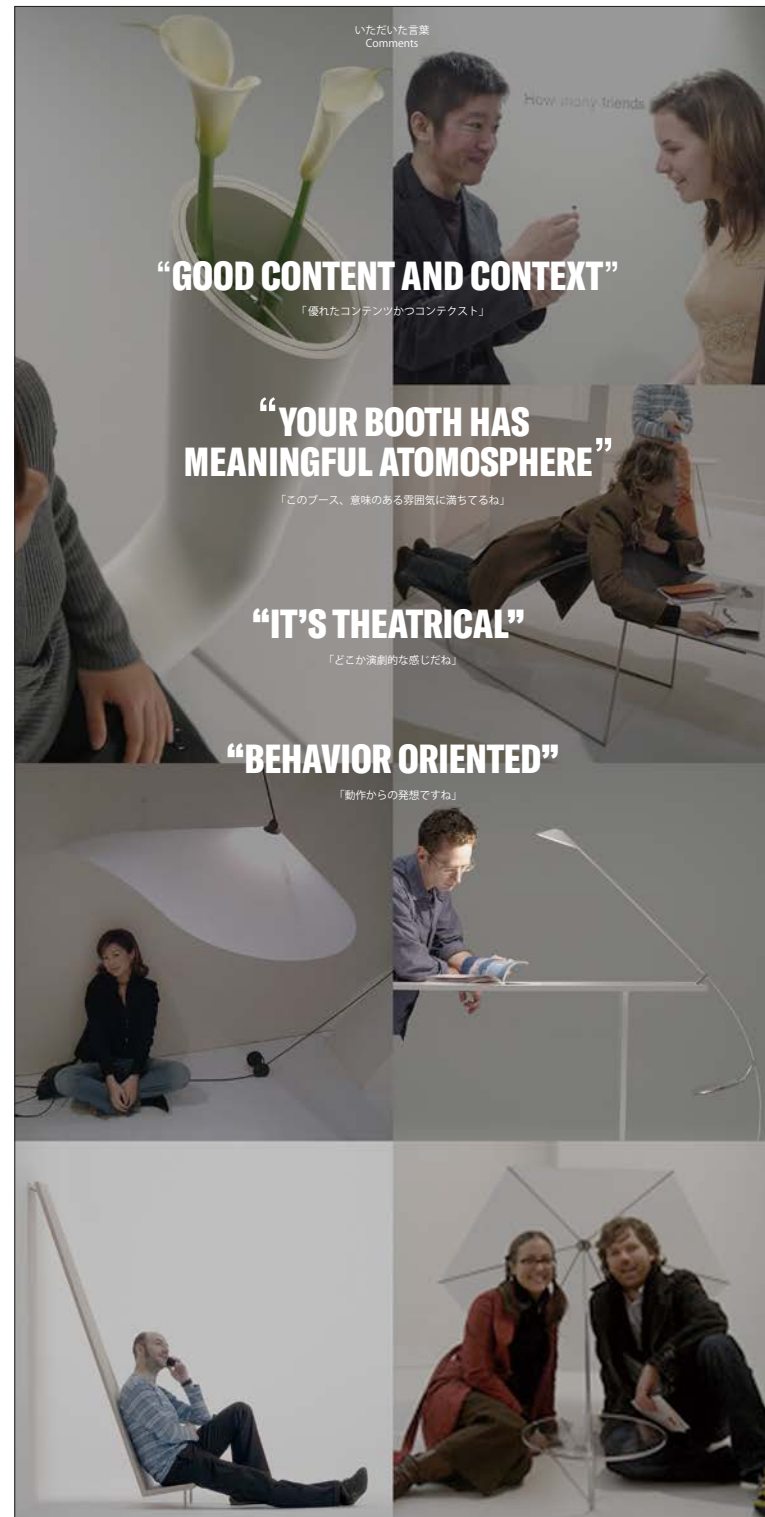 いただいた言葉
Comments
How many friends
“GOOD CONTENT AND CONTEXT”
「優れたコンテンツかつコンテクスト」
“YOUR BOOTH HAS
MEANINGFUL ATOMOSPHERE”
「このブース、意味のある雰囲気に満ちてるね」
“IT’S THEATRICAL”
「どこか演劇的な感じだね」
“BEHAVIOR ORIENTED”
「動作からの発想ですね」